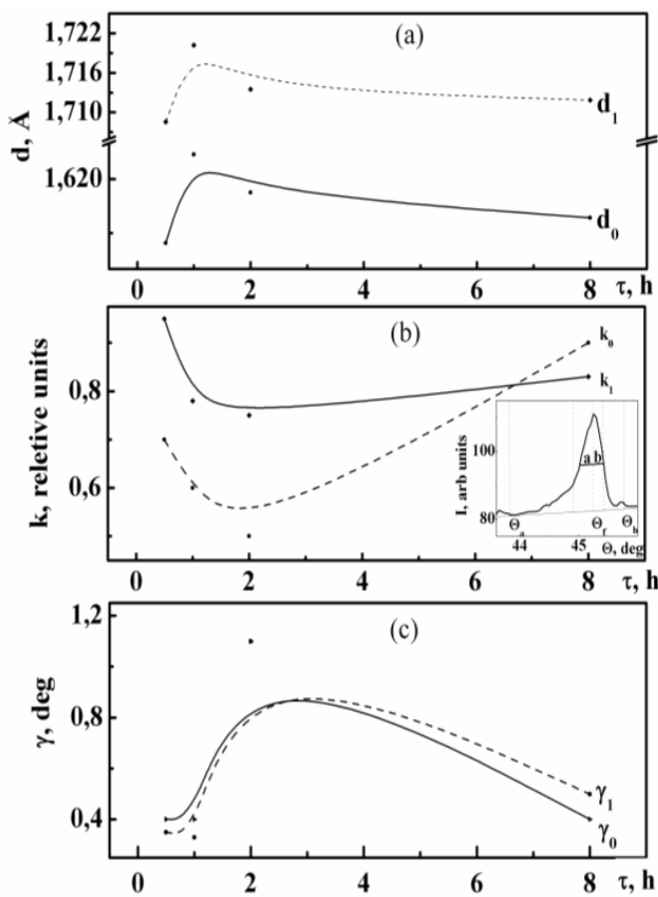 (a)
1,722
1,716
1,710
1,620
d, Å
d₁
d₀
0 2 4 6 8 τ, h
(b)
k, reletive units
0,8
0,6
k₀
k₁
I, arb units
100
80
a b
Θₐ Θᵣ Θ_b
44 45 Θ, deg
0 2 4 6 8 τ, h
(c)
γ, deg
1,2
0,8
0,4
γ₁
γ₀
0 2 4 6 8 τ, h